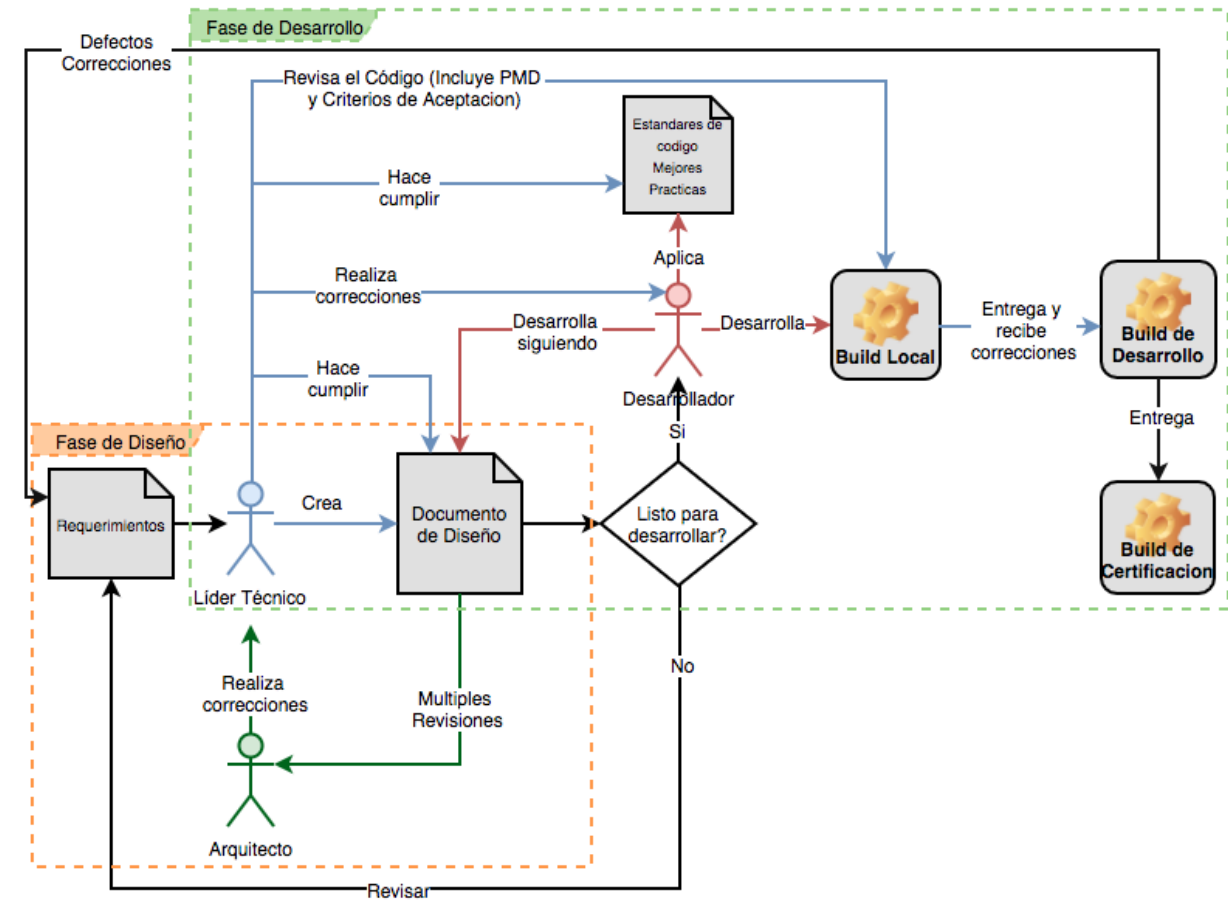 Fase de Desarrollo
Defectos
Correcciones
Revisa el Código (Incluye PMD
y Criterios de Aceptacion)
Estandares de
codigo
Mejores
Practicas
Hace
cumplir
Aplica
Realiza
correcciones
Desarrolla
siguiendo
Desarrolla
Build Local
Entrega y
recibe
correcciones
Build de
Desarrollo
Hace
cumplir
Desarrollador
Si
Entrega
Fase de Diseño
Requerimientos
Crea
Documento
de Diseño
Listo para
desarrollar?
Build de
Certificacion
Líder Técnico
No
Realiza
correcciones
Multiples
Revisiones
Arquitecto
Revisar